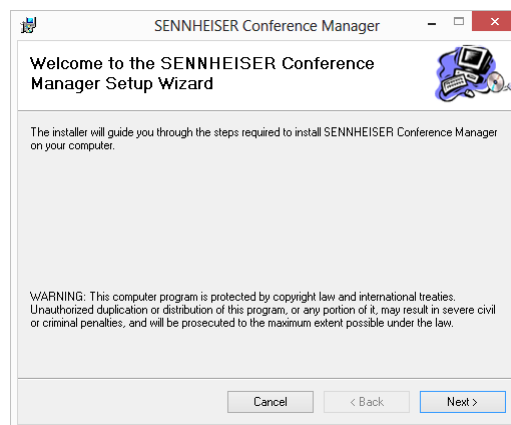 SENNHEISER Conference Manager
Welcome to the SENNHEISER Conference
Manager Setup Wizard
The installer will guide you through the steps required to install SENNHEISER Conference Manager
on your computer.
WARNING: This computer program is protected by copyright law and international treaties.
Unauthorized duplication or distribution of this program, or any portion of it, may result in severe civil
or criminal penalties, and will be prosecuted to the maximum extent possible under the law.
Cancel < Back Next >